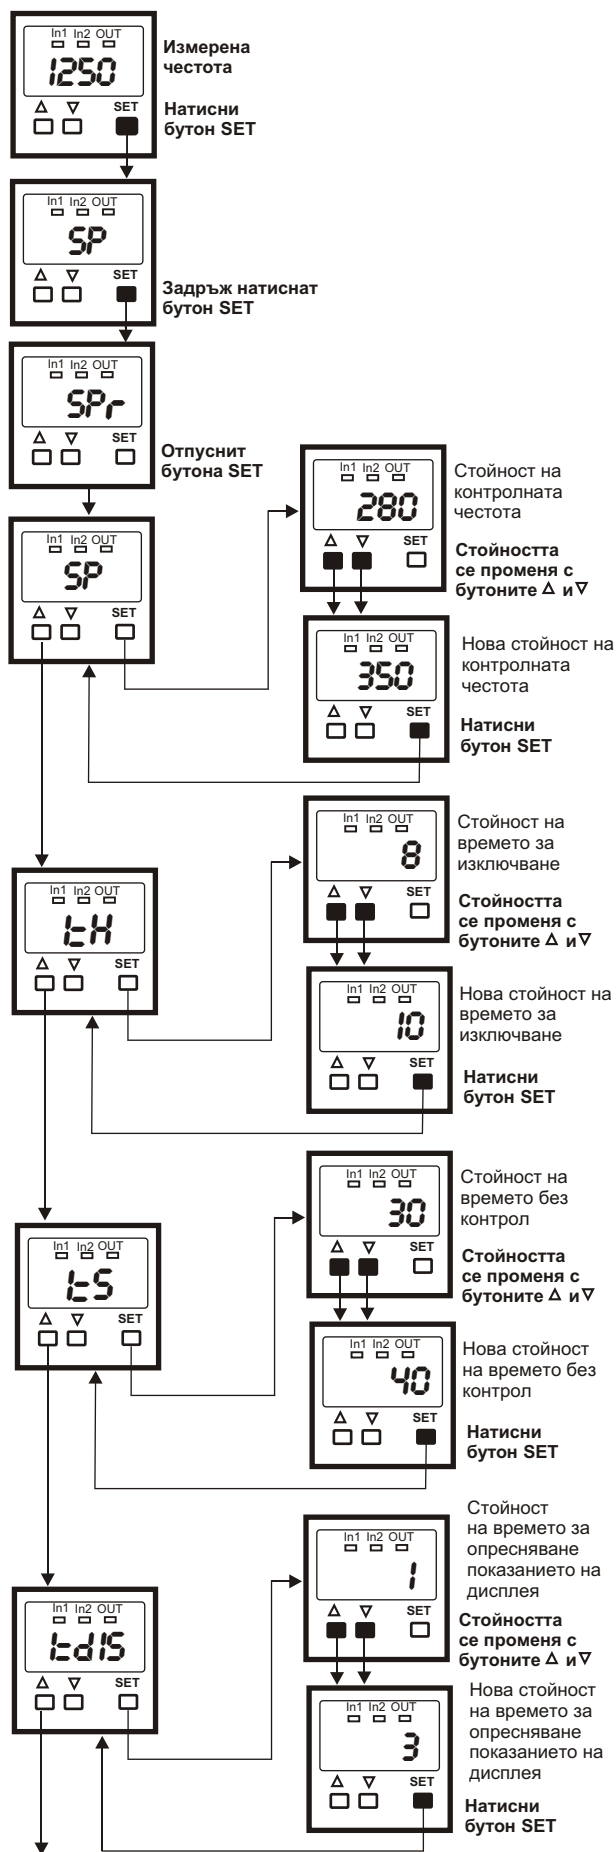 In1 In2 OUT
1250
SET
Измерена
честота
Натисни
бутон SET
In1 In2 OUT
SP
SET
Задръж натиснат
бутон SET
In1 In2 OUT
SPr
SET
Отпуснит
бутона SET
In1 In2 OUT
SP
SET
In1 In2 OUT
280
SET
Стойност на
контролната
честота
Стойността
се променя с
бутоните Δ и ∇
In1 In2 OUT
350
SET
Нова стойност на
контролната
честота
Натисни
бутон SET
In1 In2 OUT
ItH
SET
In1 In2 OUT
8
SET
Стойност на
времето за
изключване
Стойността
се променя с
бутоните Δ и ∇
In1 In2 OUT
10
SET
Нова стойност на
времето за
изключване
Натисни
бутон SET
In1 In2 OUT
ItS
SET
In1 In2 OUT
30
SET
Стойност на
времето без
контрол
Стойността
се променя с
бутоните Δ и ∇
In1 In2 OUT
40
SET
Нова стойност
на времето без
контрол
Натисни
бутон SET
In1 In2 OUT
ItdIS
SET
In1 In2 OUT
1
SET
Стойност
на времето за
опресняване
показанието на
дисплея
Стойността
се променя с
бутоните Δ и ∇
In1 In2 OUT
3
SET
Нова стойност
на времето за
опресняване
показанието на
дисплея
Натисни
бутон SET